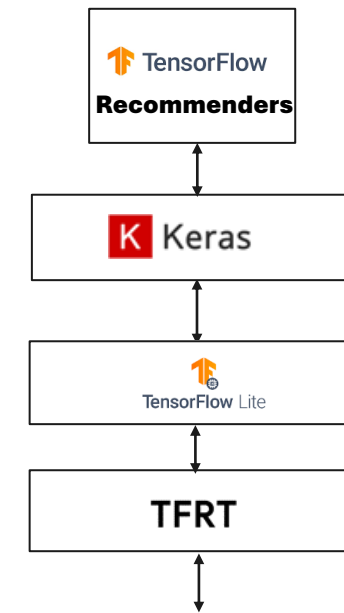 TensorFlow
Recommenders
K Keras
TensorFlow Lite
TFRT